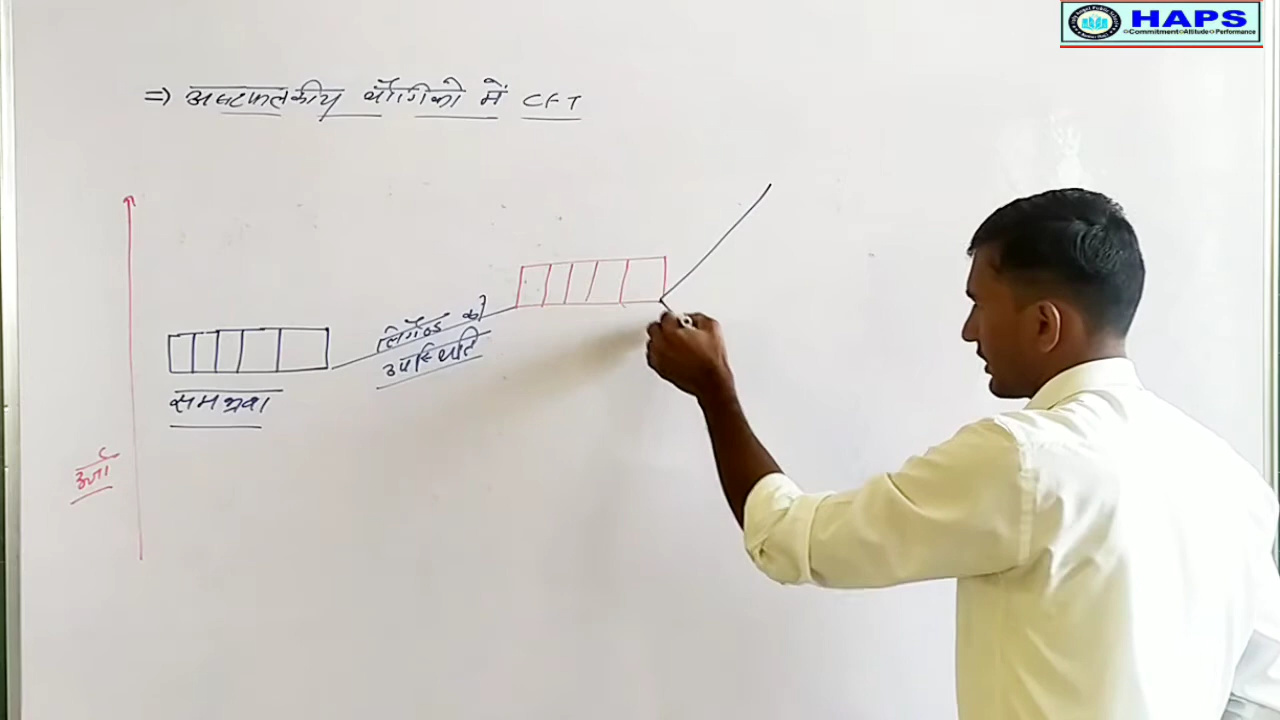 HAPS
Commitment Attitude Performance
=> अष्टफलकीय यौगिकों में CFT
लिगैण्ड की
उपस्थिति
समभ्रंश
ऊर्जा